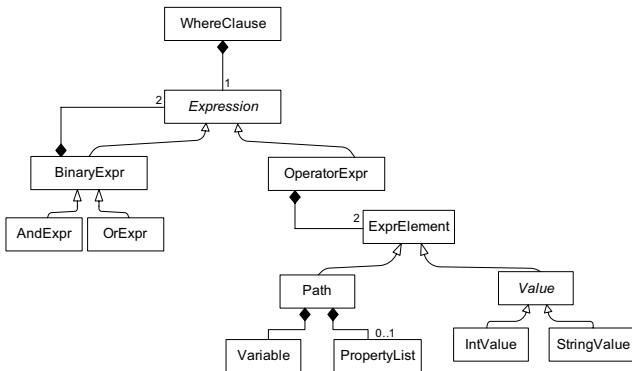 WhereClause
1
2
Expression
BinaryExpr
OperatorExpr
AndExpr
OrExpr
2
ExprElement
Path
Value
0..1
Variable
PropertyList
IntValue
StringValue